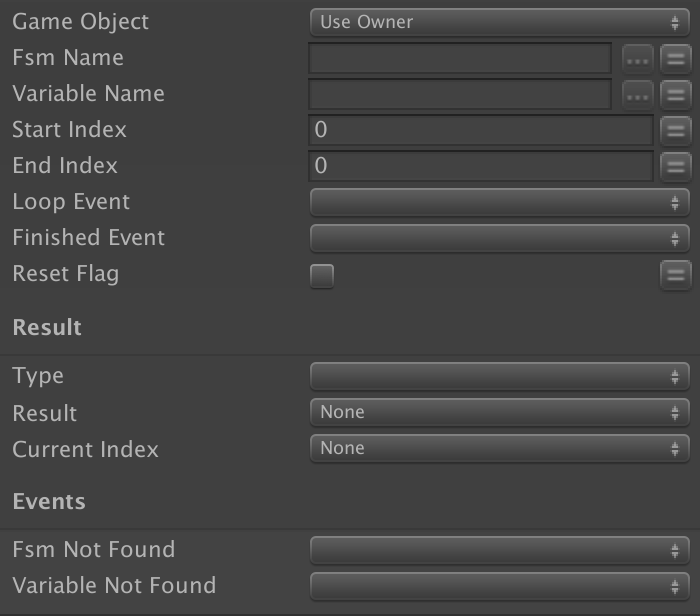 Game Object Use Owner
Fsm Name
Variable Name
Start Index 0
End Index 0
Loop Event
Finished Event
Reset Flag
Result
Type
Result None
Current Index None
Events
Fsm Not Found
Variable Not Found